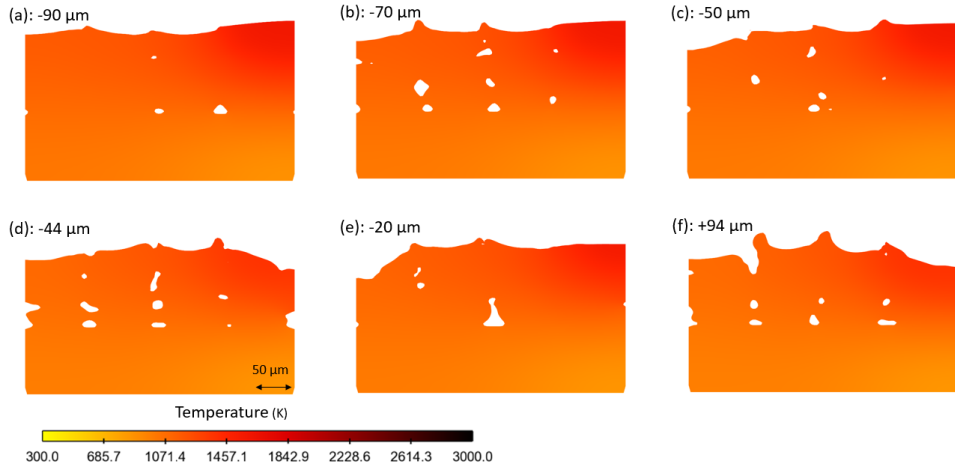 (a): -90 µm
(b): -70 µm
(c): -50 µm
(d): -44 µm
(e): -20 µm
(f): +94 µm
50 µm
Temperature (K)
300.0 685.7 1071.4 1457.1 1842.9 2228.6 2614.3 3000.0